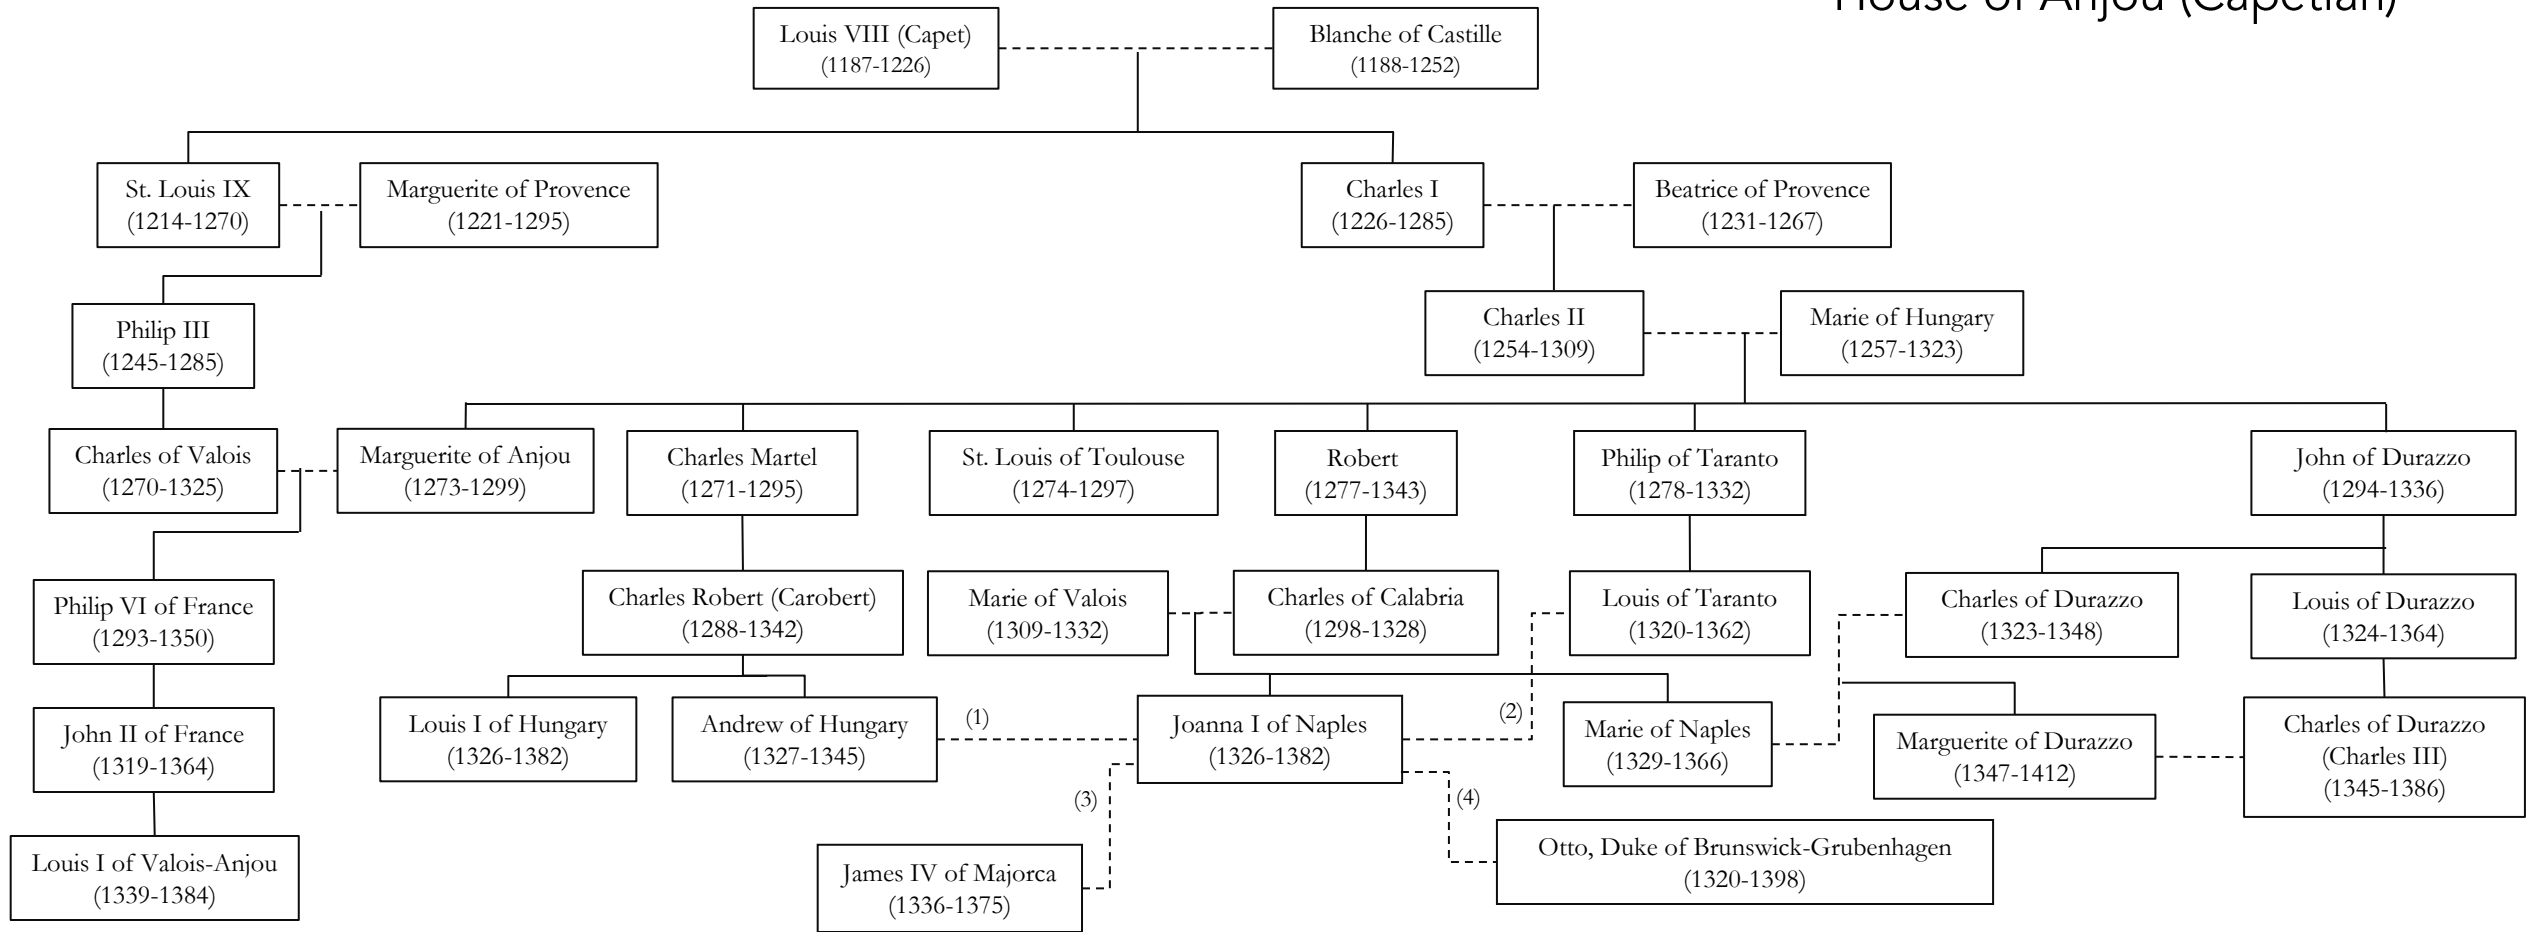 House of Anjou (Capetian)
Louis VIII (Capet)
(1187-1226)
Blanche of Castille
(1188-1252)
St. Louis IX
(1214-1270)
Marguerite of Provence
(1221-1295)
Charles I
(1226-1285)
Beatrice of Provence
(1231-1267)
Philip III
(1245-1285)
Charles II
(1254-1309)
Marie of Hungary
(1257-1323)
Charles of Valois
(1270-1325)
Marguerite of Anjou
(1273-1299)
Charles Martel
(1271-1295)
St. Louis of Toulouse
(1274-1297)
Robert
(1277-1343)
Philip of Taranto
(1278-1332)
John of Durazzo
(1294-1336)
Philip VI of France
(1293-1350)
Charles Robert (Carobert)
(1288-1342)
Marie of Valois
(1309-1332)
Charles of Calabria
(1298-1328)
Louis of Taranto
(1320-1362)
Charles of Durazzo
(1323-1348)
Louis of Durazzo
(1324-1364)
John II of France
(1319-1364)
Louis I of Hungary
(1326-1382)
Andrew of Hungary
(1327-1345)
(1)
Joanna I of Naples
(1326-1382)
(2)
Marie of Naples
(1329-1366)
Marguerite of Durazzo
(1347-1412)
Charles of Durazzo
(Charles III)
(1345-1386)
(3)
(4)
Louis I of Valois-Anjou
(1339-1384)
James IV of Majorca
(1336-1375)
Otto, Duke of Brunswick-Grubenhagen
(1320-1398)